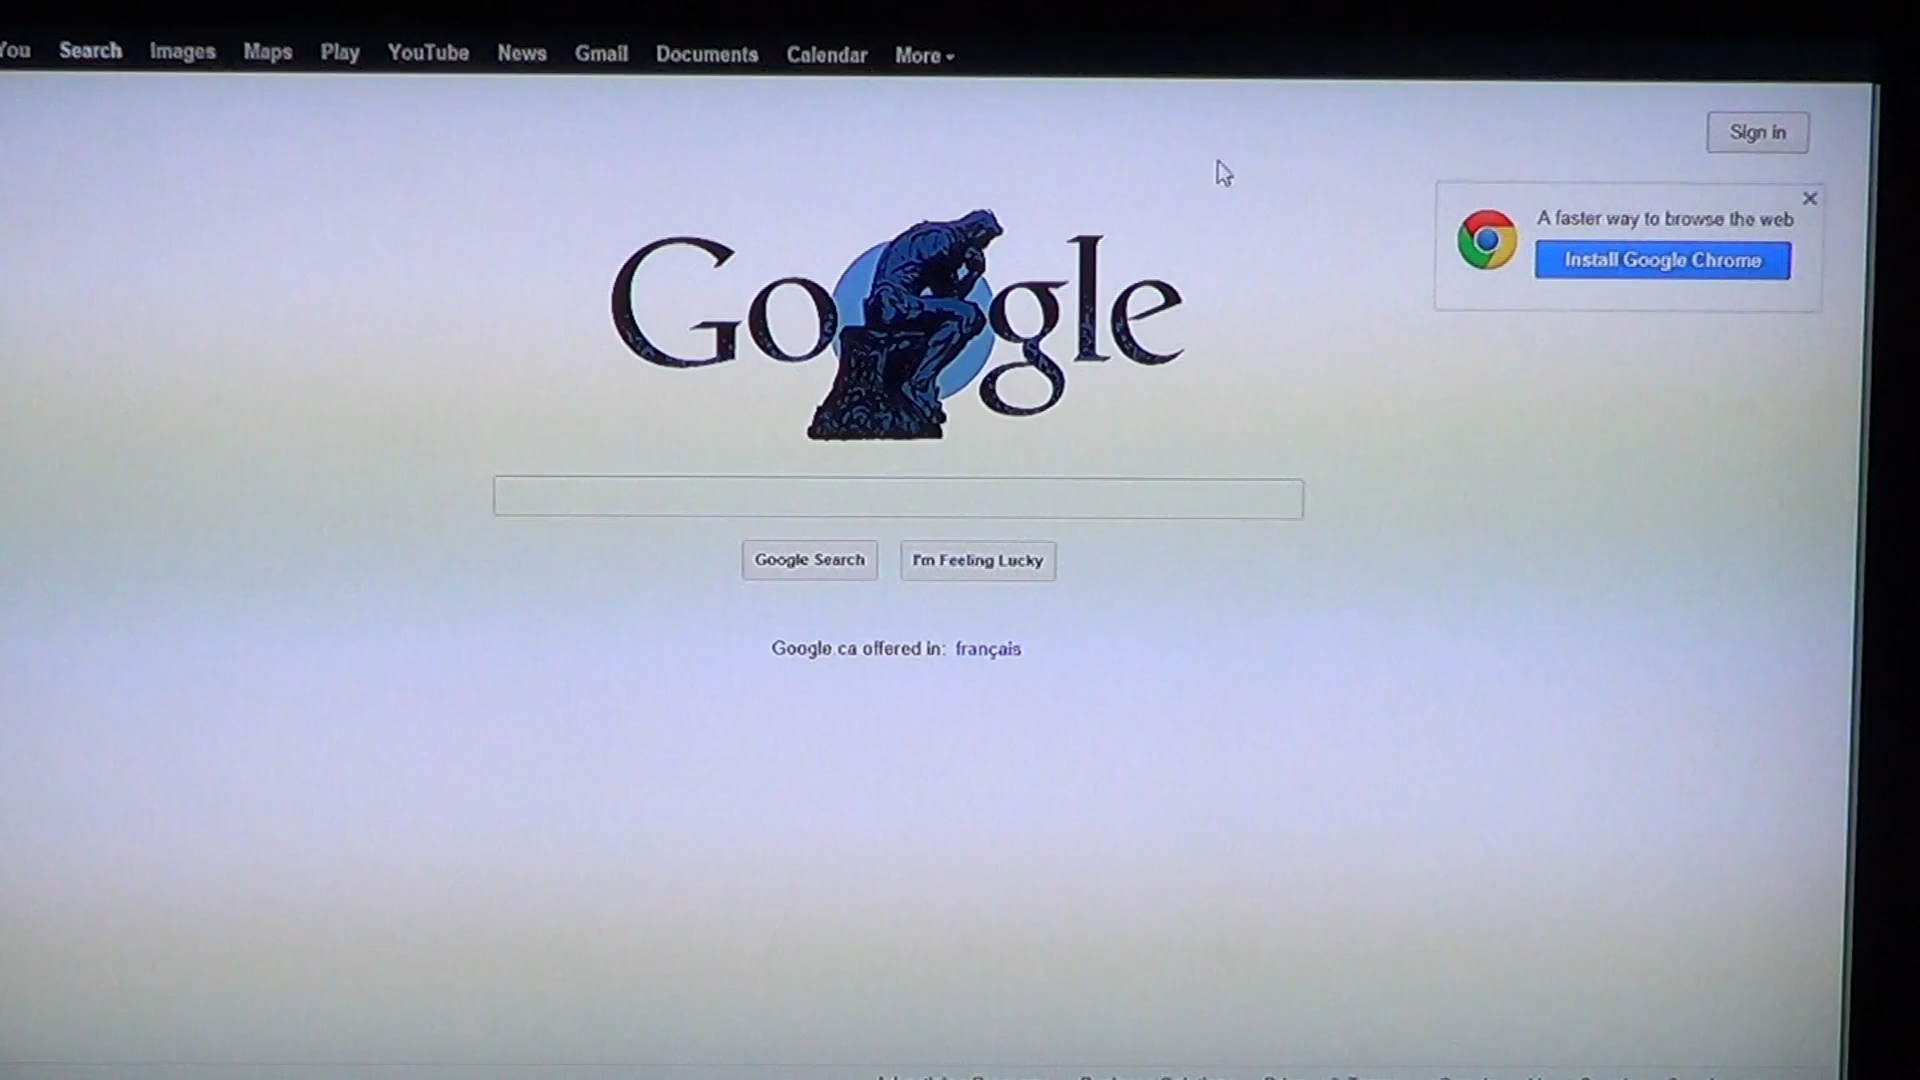 You Search Images Maps Play YouTube News Gmail Documents Calendar More
Sign in
A faster way to browse the web
Install Google Chrome
Google
Google Search I'm Feeling Lucky
Google.ca offered in: français